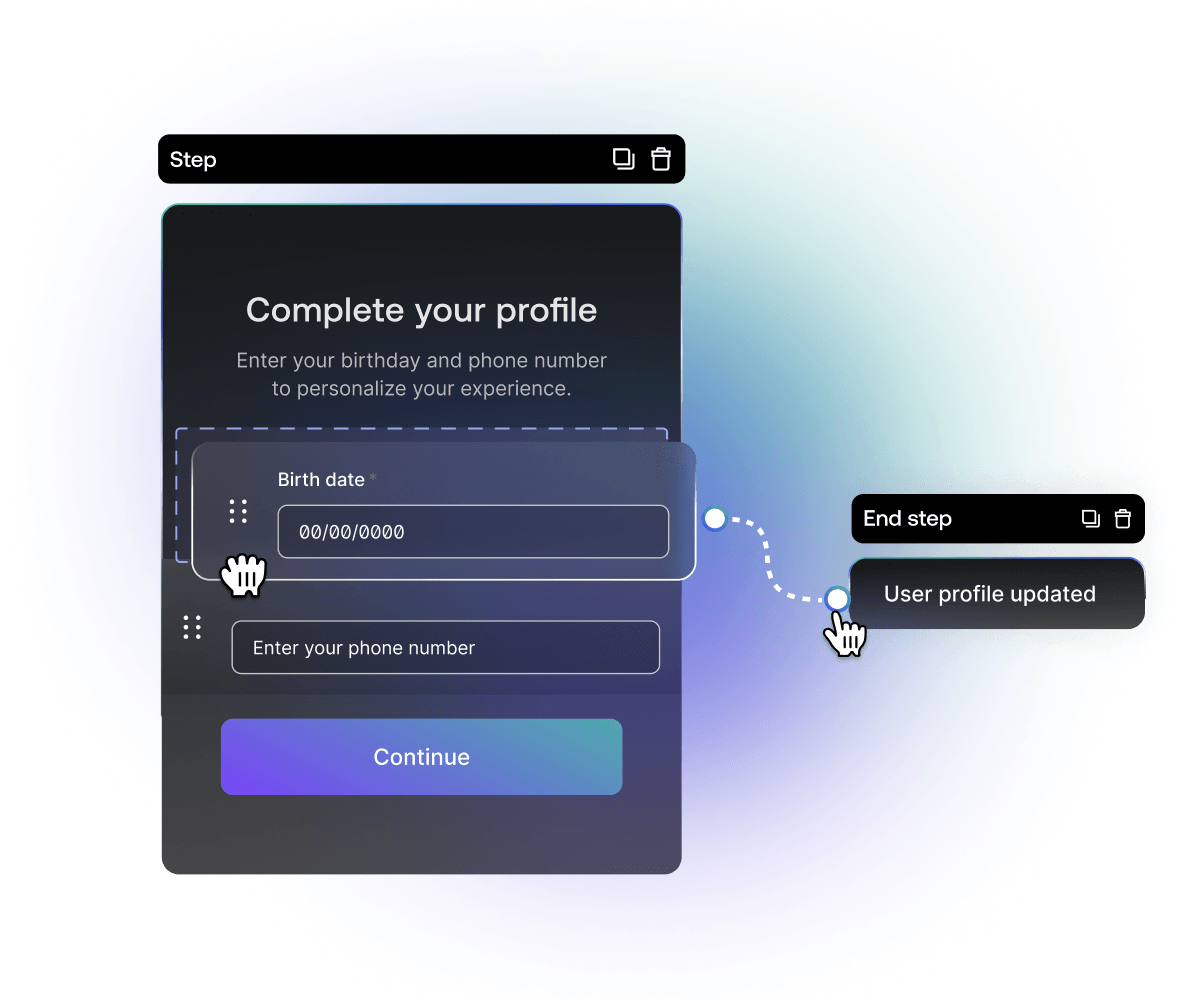 Step
Complete your profile
Enter your birthday and phone number
to personalize your experience.
Birth date *
00/00/0000
Enter your phone number
Continue
End step
User profile updated